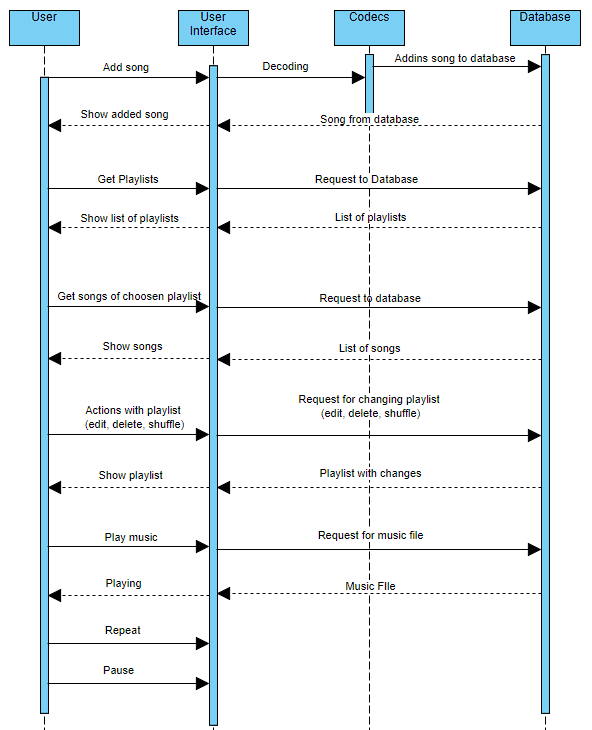 User
User
Interface
Codecs
Database
Add song
Decoding
Addins song to database
Show added song
Song from database
Get Playlists
Request to Database
Show list of playlists
List of playlists
Get songs of choosen playlist
Request to database
Show songs
List of songs
Actions with playlist
(edit, delete, shuffle)
Request for changing playlist
(edit, delete, shuffle)
Show playlist
Playlist with changes
Play music
Request for music file
Playing
Music FIle
Repeat
Pause